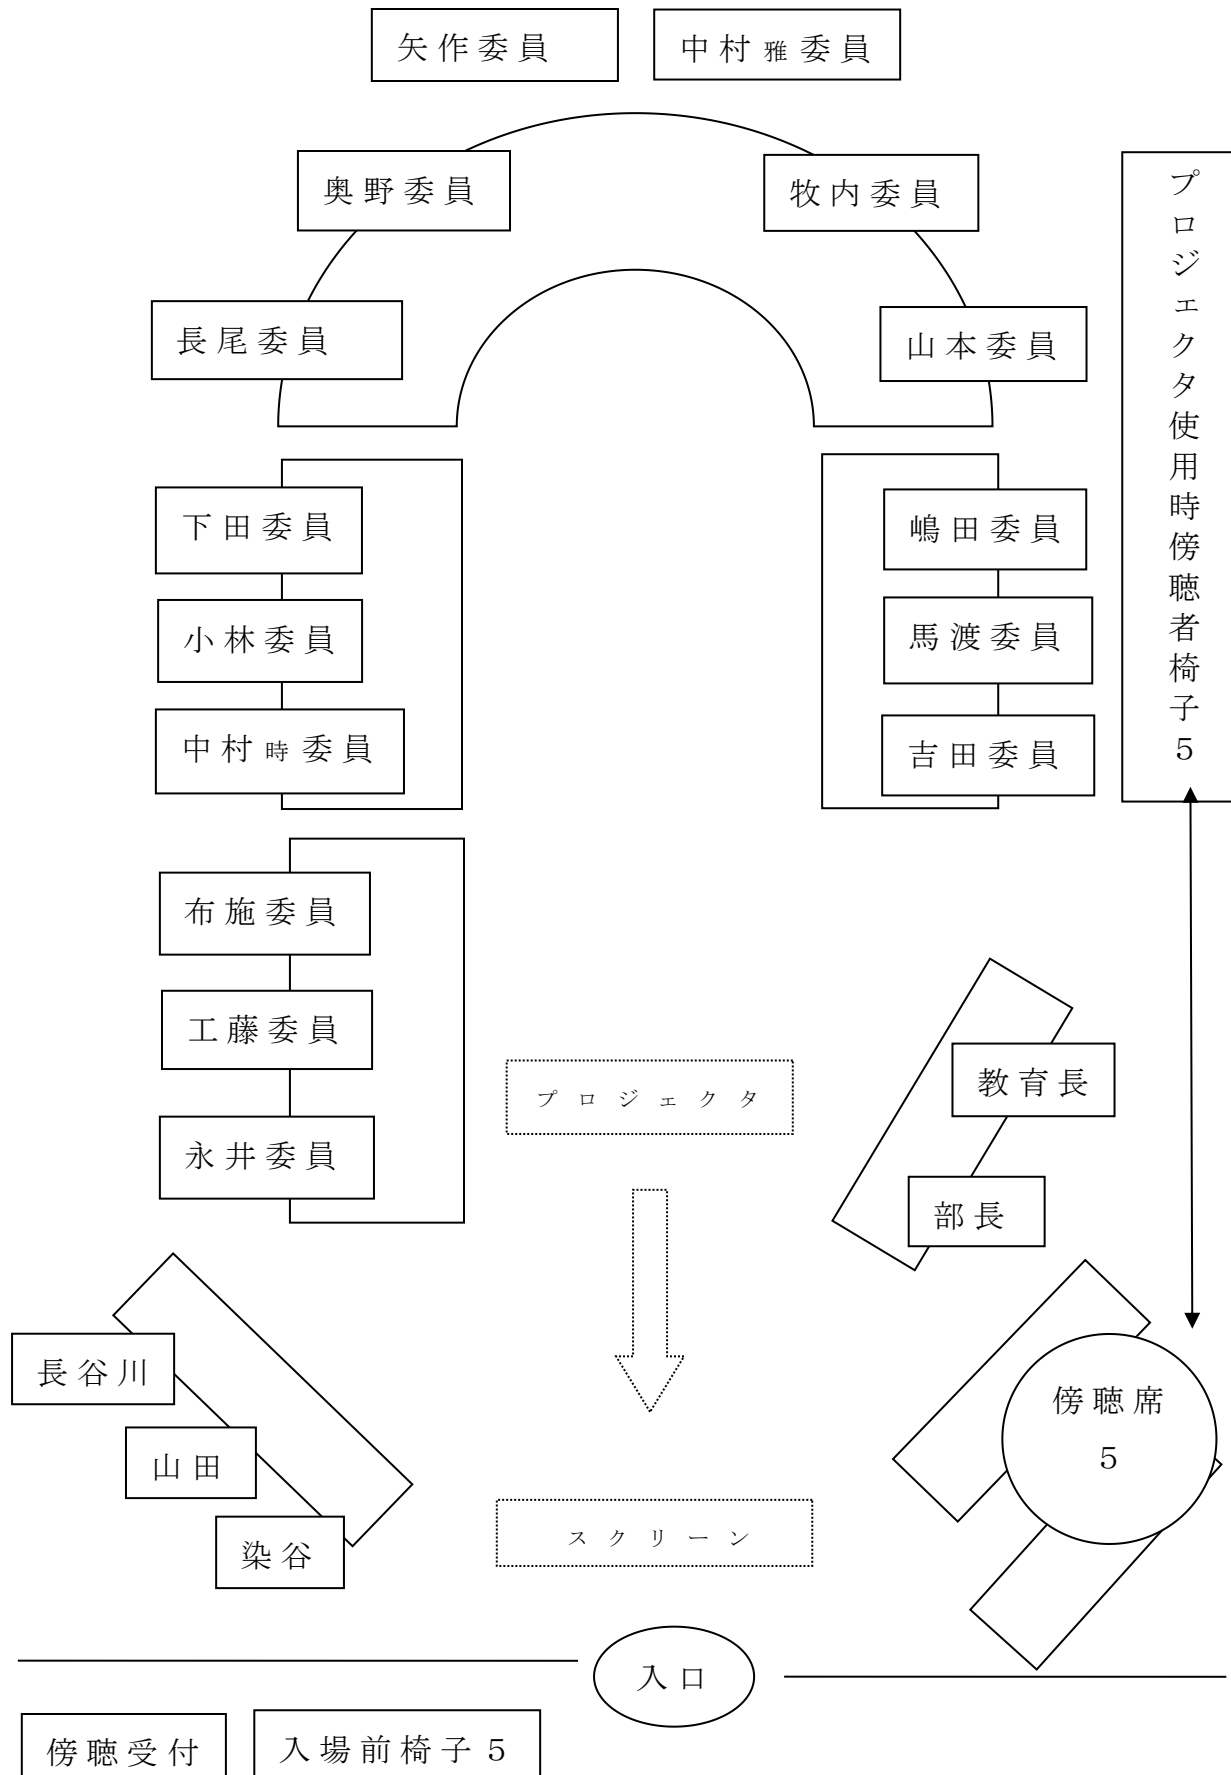 矢作委員
中村雅委員
奥野委員
牧内委員
長尾委員
山本委員
プロジェクタ使用時傍聴者椅子５
下田委員
嶋田委員
小林委員
馬渡委員
中村時委員
吉田委員
布施委員
工藤委員
プロジェクタ
教育長
永井委員
部長
長谷川
山田
染谷
傍聴席
５
スクリーン
入口
傍聴受付
入場前椅子５